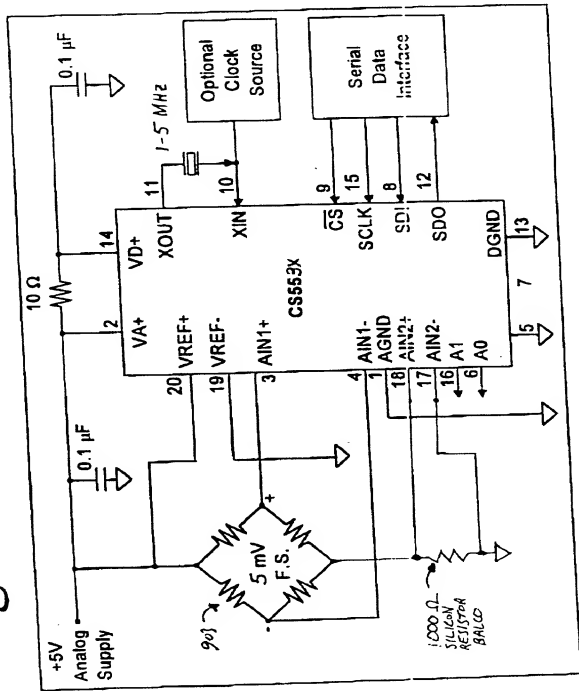 +5V
Analog
Supply
0.1 µF
10 Ω
0.1 µF
2
14
VA+
VD+
20
VREF+
19
VREF-
3
AIN1+
XOUT
11
1-5 MHz
XIN
10
Optional
Clock
Source
CS553X
5 mV
F.S.
903
+
-
4
AIN1-
1
AGND
18
AIN2+
17
AIN2-
16
A1
6
A0
CS
9
SCLK
15
SDI
8
SDO
12
Serial
Data
Interface
DGND
5
7
13
1000 Ω
SILICON
RESISTOR
BALCO